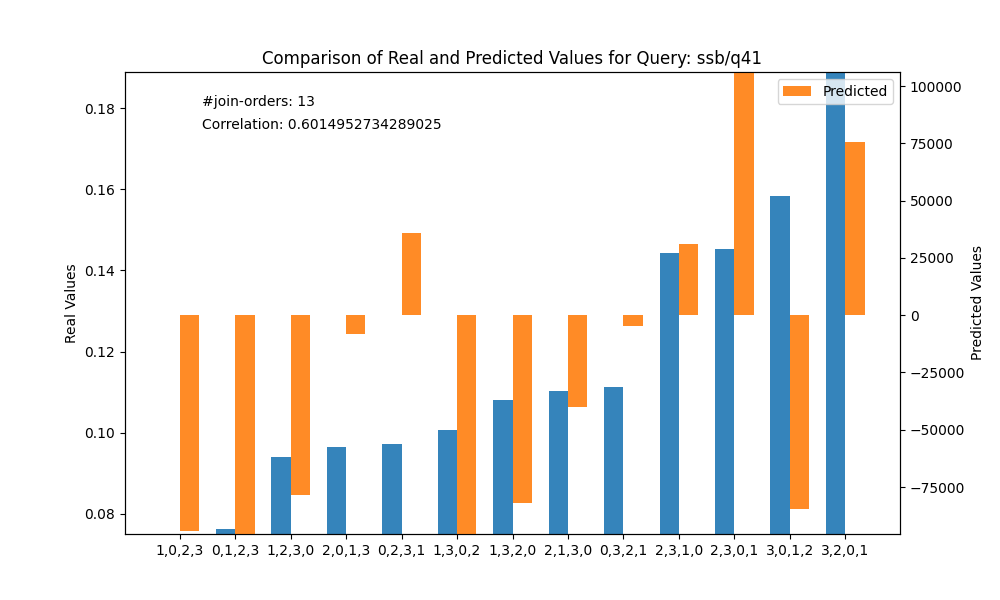 Comparison of Real and Predicted Values for Query: ssb/q41
#join-orders: 13
Correlation: 0.6014952734289025
Predicted
Real Values
0.18
0.16
0.14
0.12
0.10
0.08
100000
75000
50000
25000
0
−25000
−50000
−75000
Predicted Values
1,0,2,3 0,1,2,3 1,2,3,0 2,0,1,3 0,2,3,1 1,3,0,2 1,3,2,0 2,1,3,0 0,3,2,1 2,3,1,0 2,3,0,1 3,0,1,2 3,2,0,1